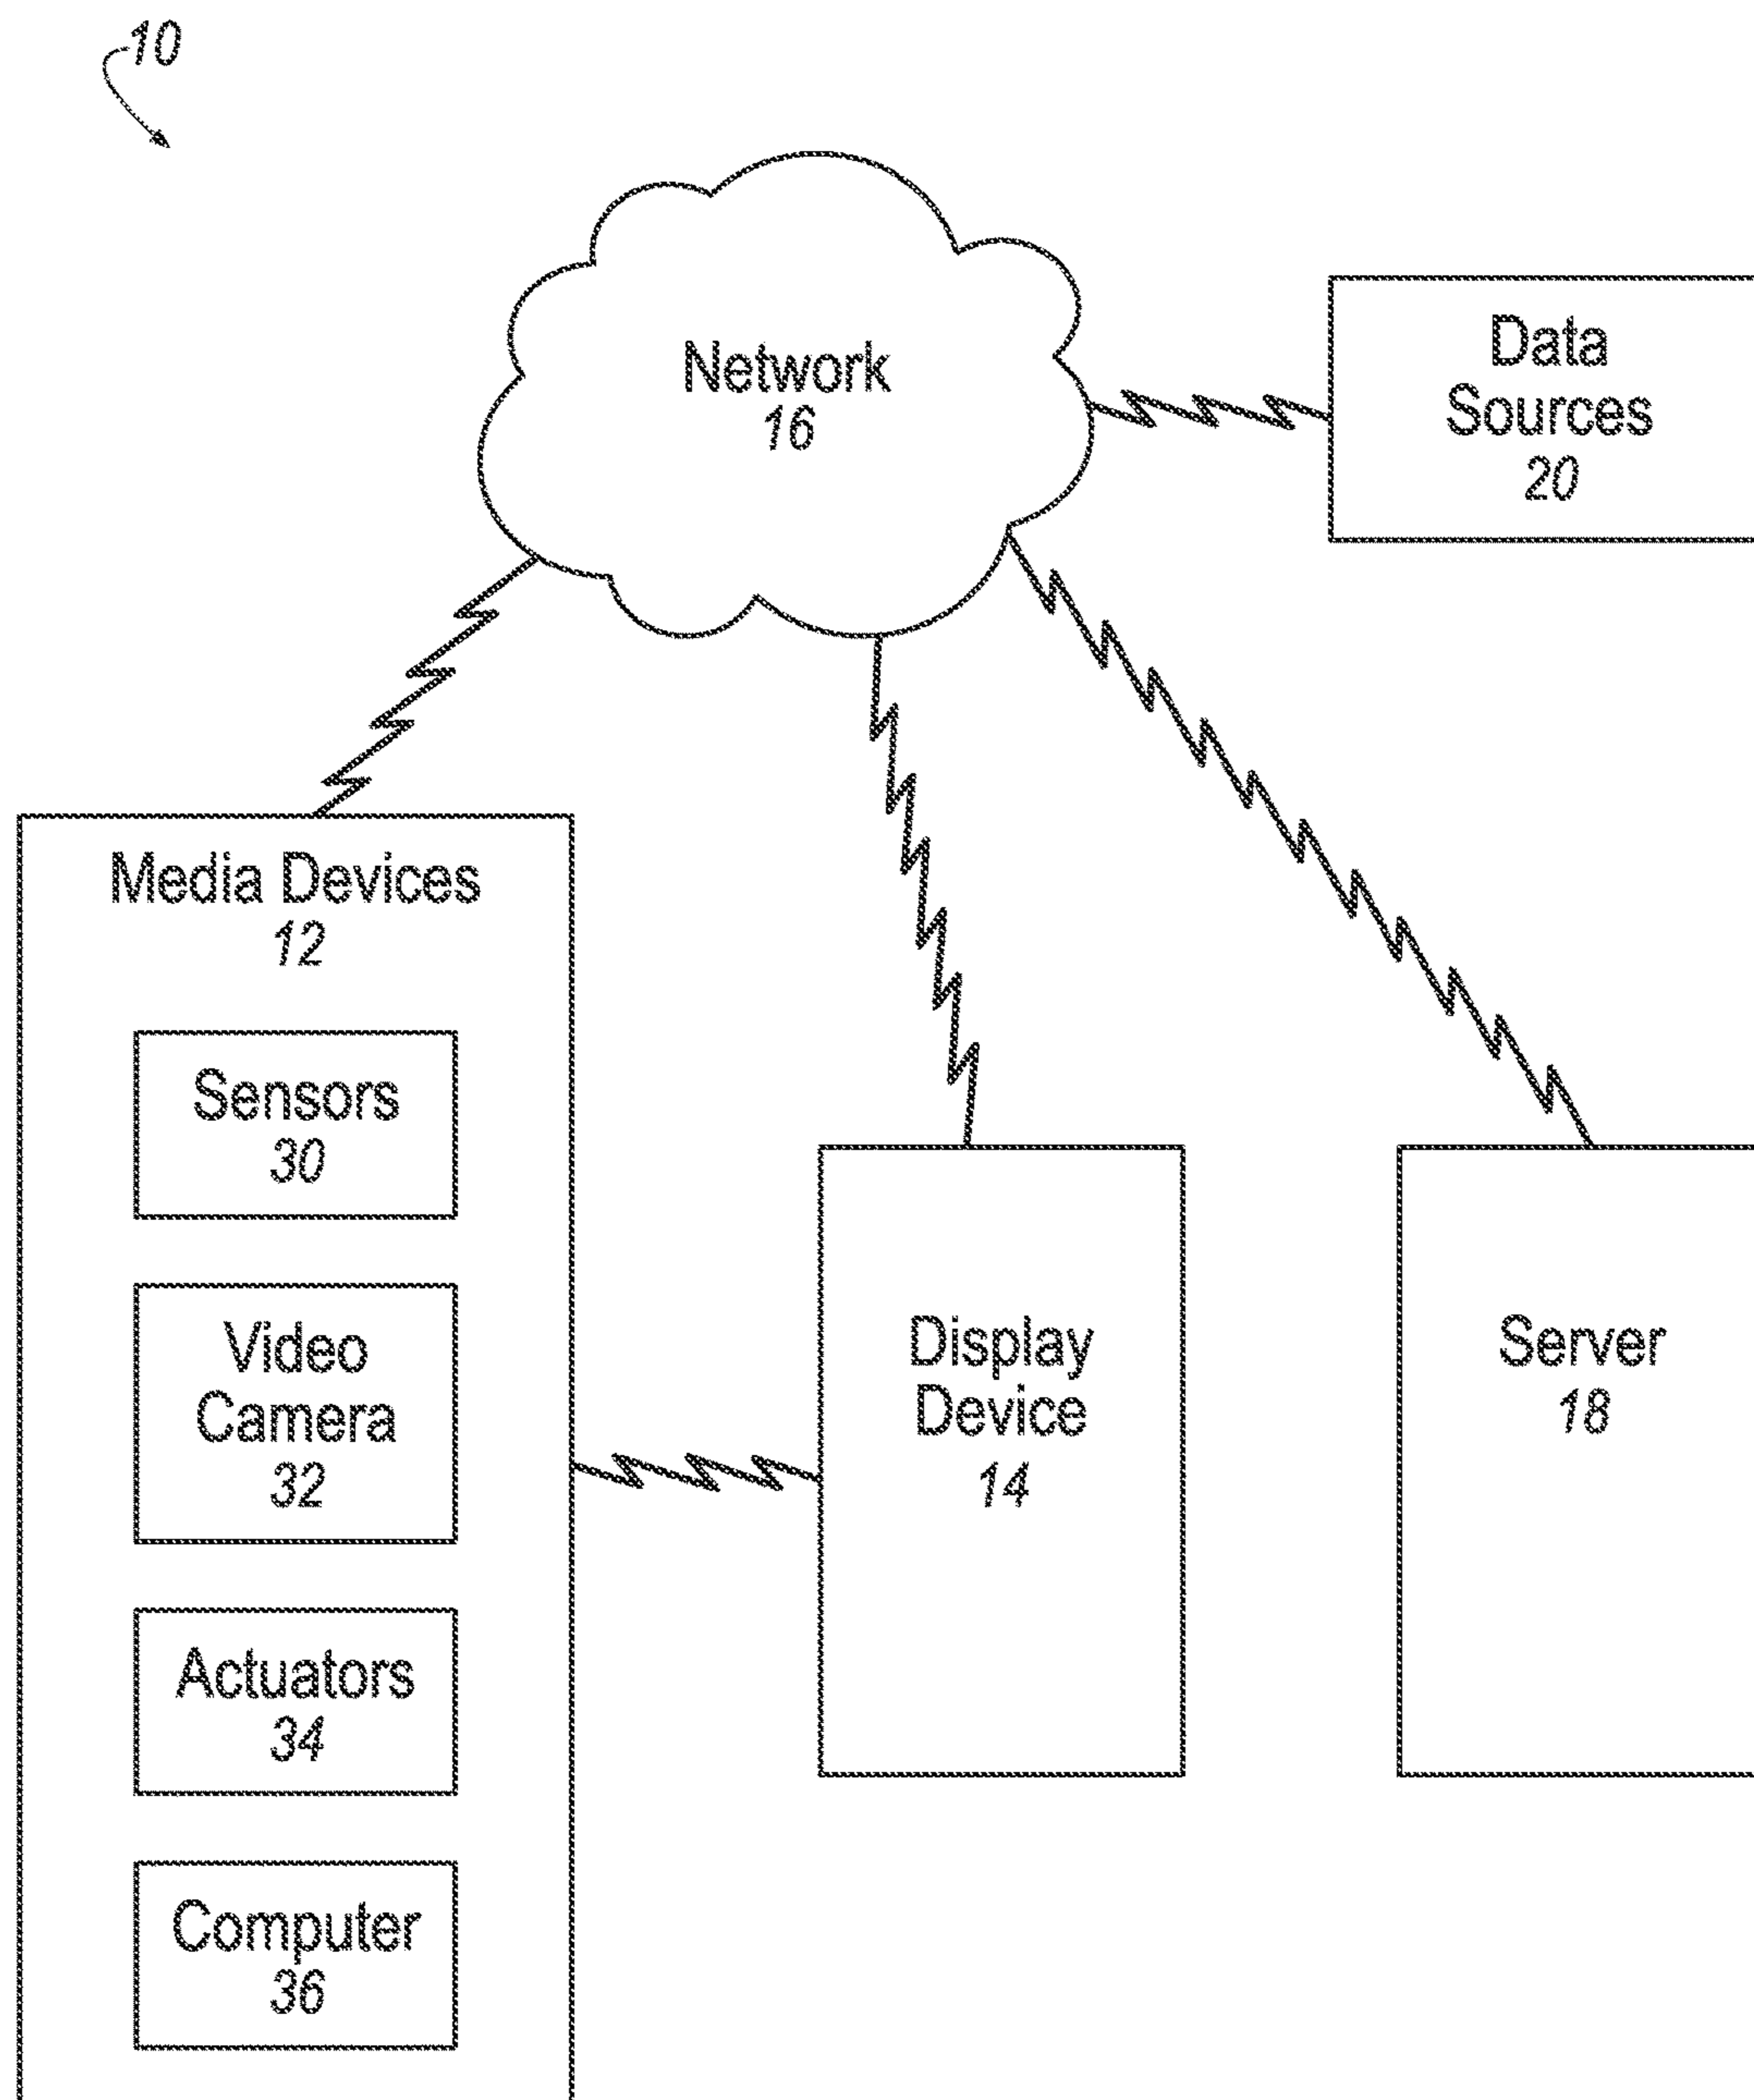 10
Network
16
Data
Sources
20
Media Devices
12
Sensors
30
Video
Camera
32
Actuators
34
Computer
36
Display
Device
14
Server
18